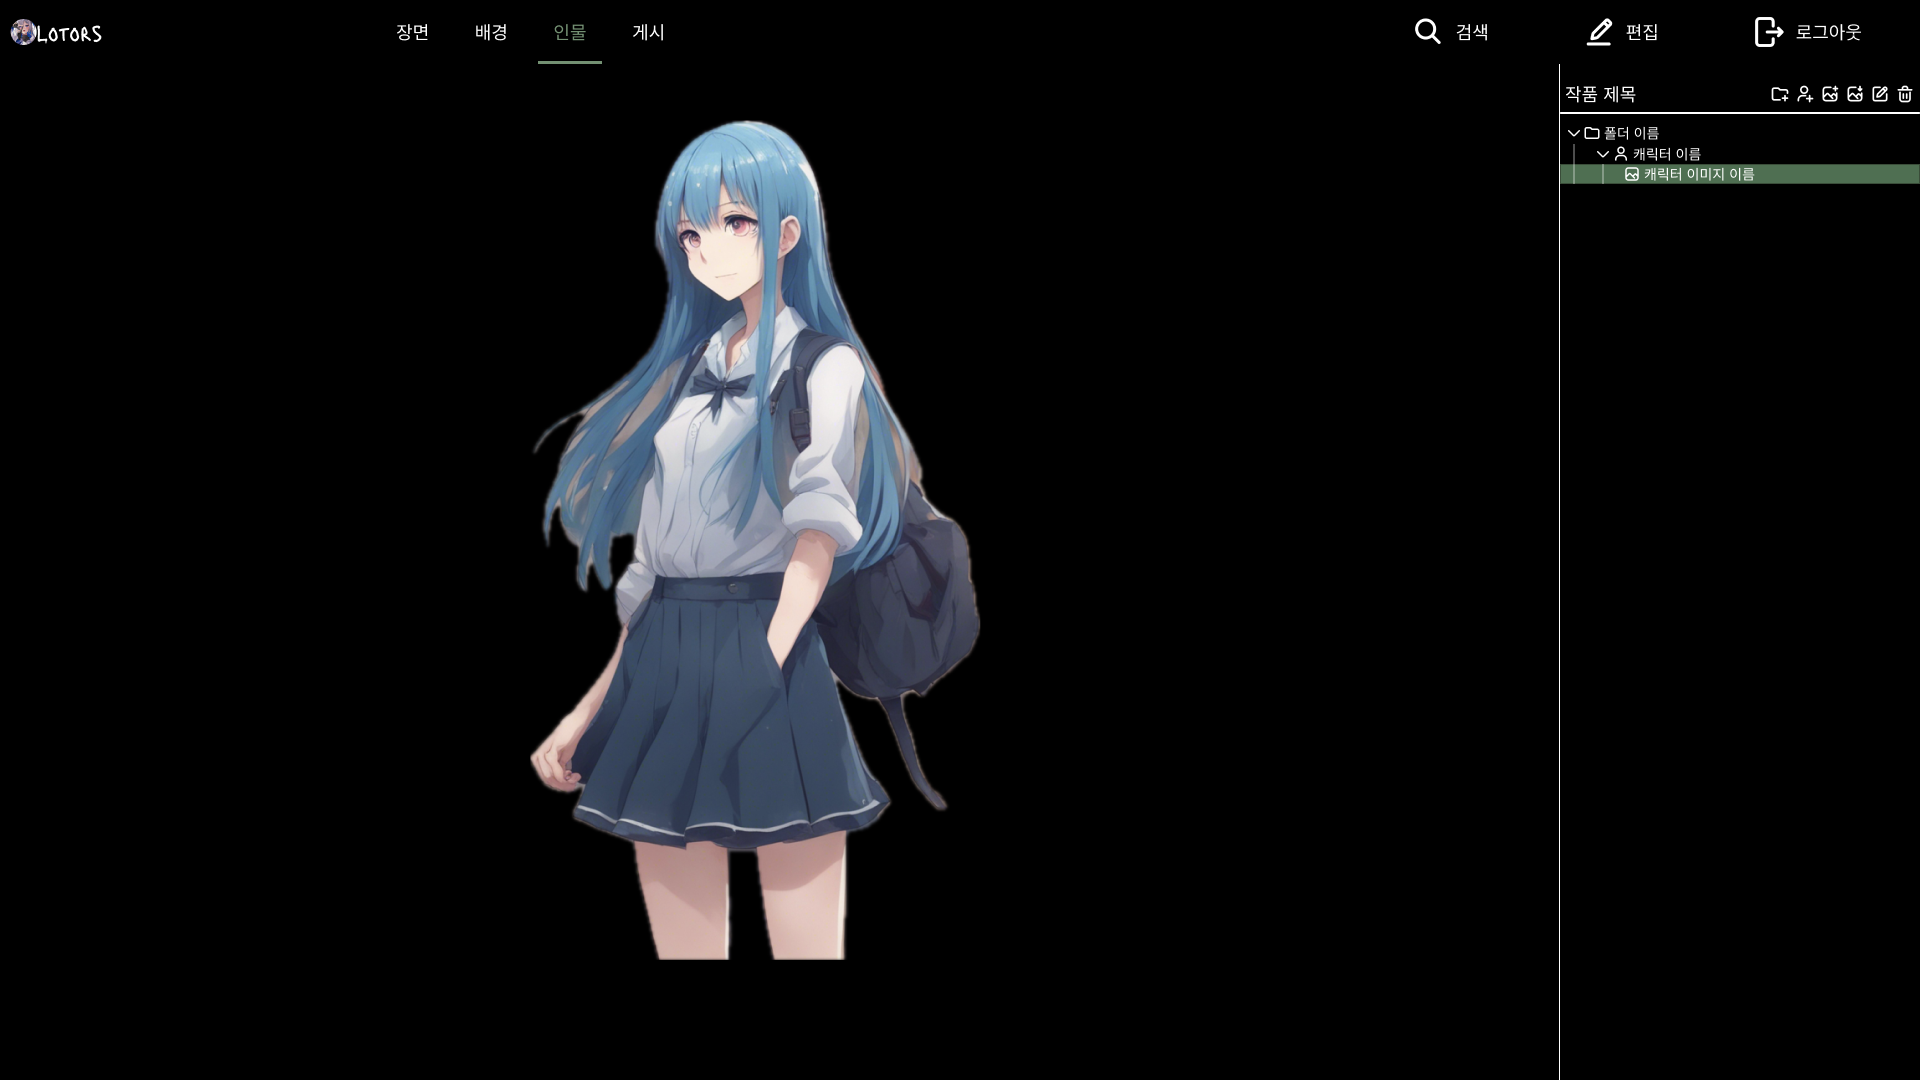 LOTORS
장면 배경 인물 게시
검색 편집 로그아웃
작품 제목
폴더 이름
캐릭터 이름
캐릭터 이미지 이름